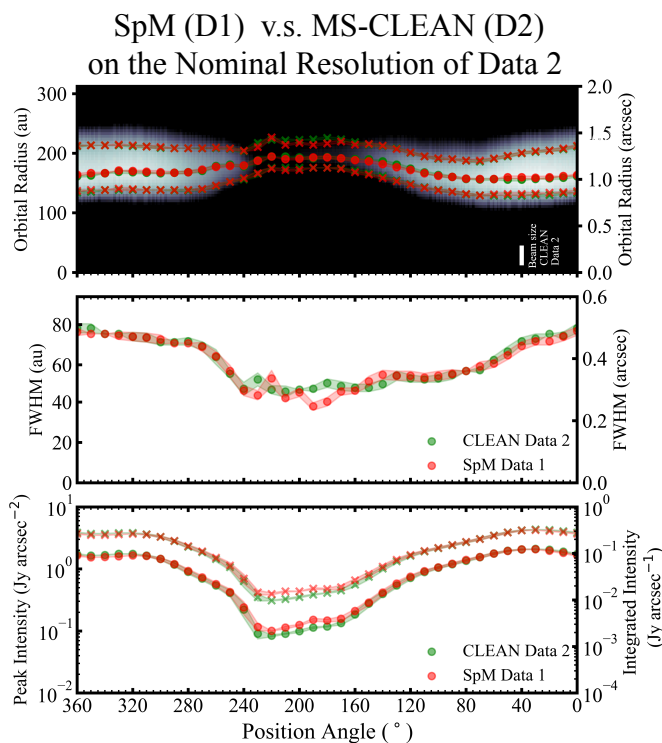 SpM (D1) v.s. MS-CLEAN (D2)
on the Nominal Resolution of Data 2
Orbital Radius (au)
300
200
100
0
2.0
1.5
1.0
0.5
0.0
Orbital Radius (arcsec)
Beam size
CLEAN
Data 2
FWHM (au)
80
60
40
20
0
0.6
0.4
0.2
0.0
FWHM (arcsec)
CLEAN Data 2
SpM Data 1
Peak Intensity (Jy arcsec⁻²)
10¹
10⁰
10⁻¹
10⁻²
10⁰
10⁻¹
10⁻²
10⁻³
10⁻⁴
Integrated Intensity
(Jy arcsec⁻¹)
CLEAN Data 2
SpM Data 1
360 320 280 240 200 160 120 80 40 0
Position Angle (°)